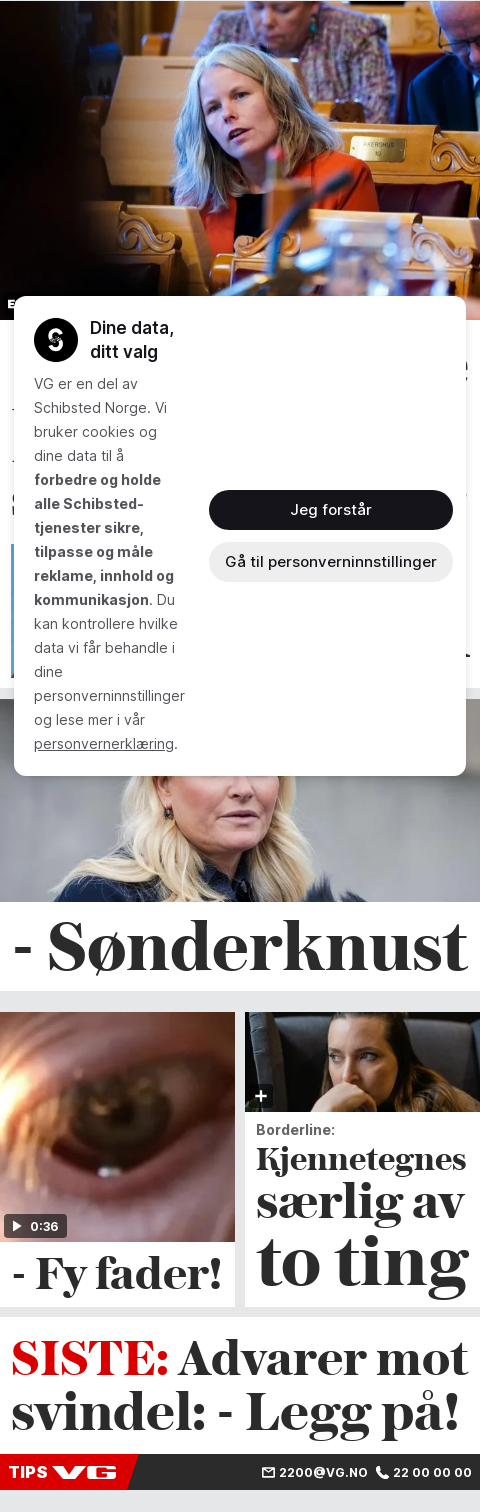 AKERSHUS
10
Dine data,
ditt valg
VG er en del av
Schibsted Norge. Vi
bruker cookies og
dine data til å
forbedre og holde
alle Schibsted-
tjenester sikre,
tilpasse og måle
reklame, innhold og
kommunikasjon. Du
kan kontrollere hvilke
data vi får behandle i
dine
personverninnstillinger
og lese mer i vår
personvernerklæring.
Jeg forstår
Gå til personverninnstillinger
- Sønderknust
0:36
- Fy fader!
Borderline:
Kjennetegnes
særlig av
to ting
SISTE: Advarer mot
svindel: - Legg på!
TIPS VG 2200@VG.NO 22 00 00 00